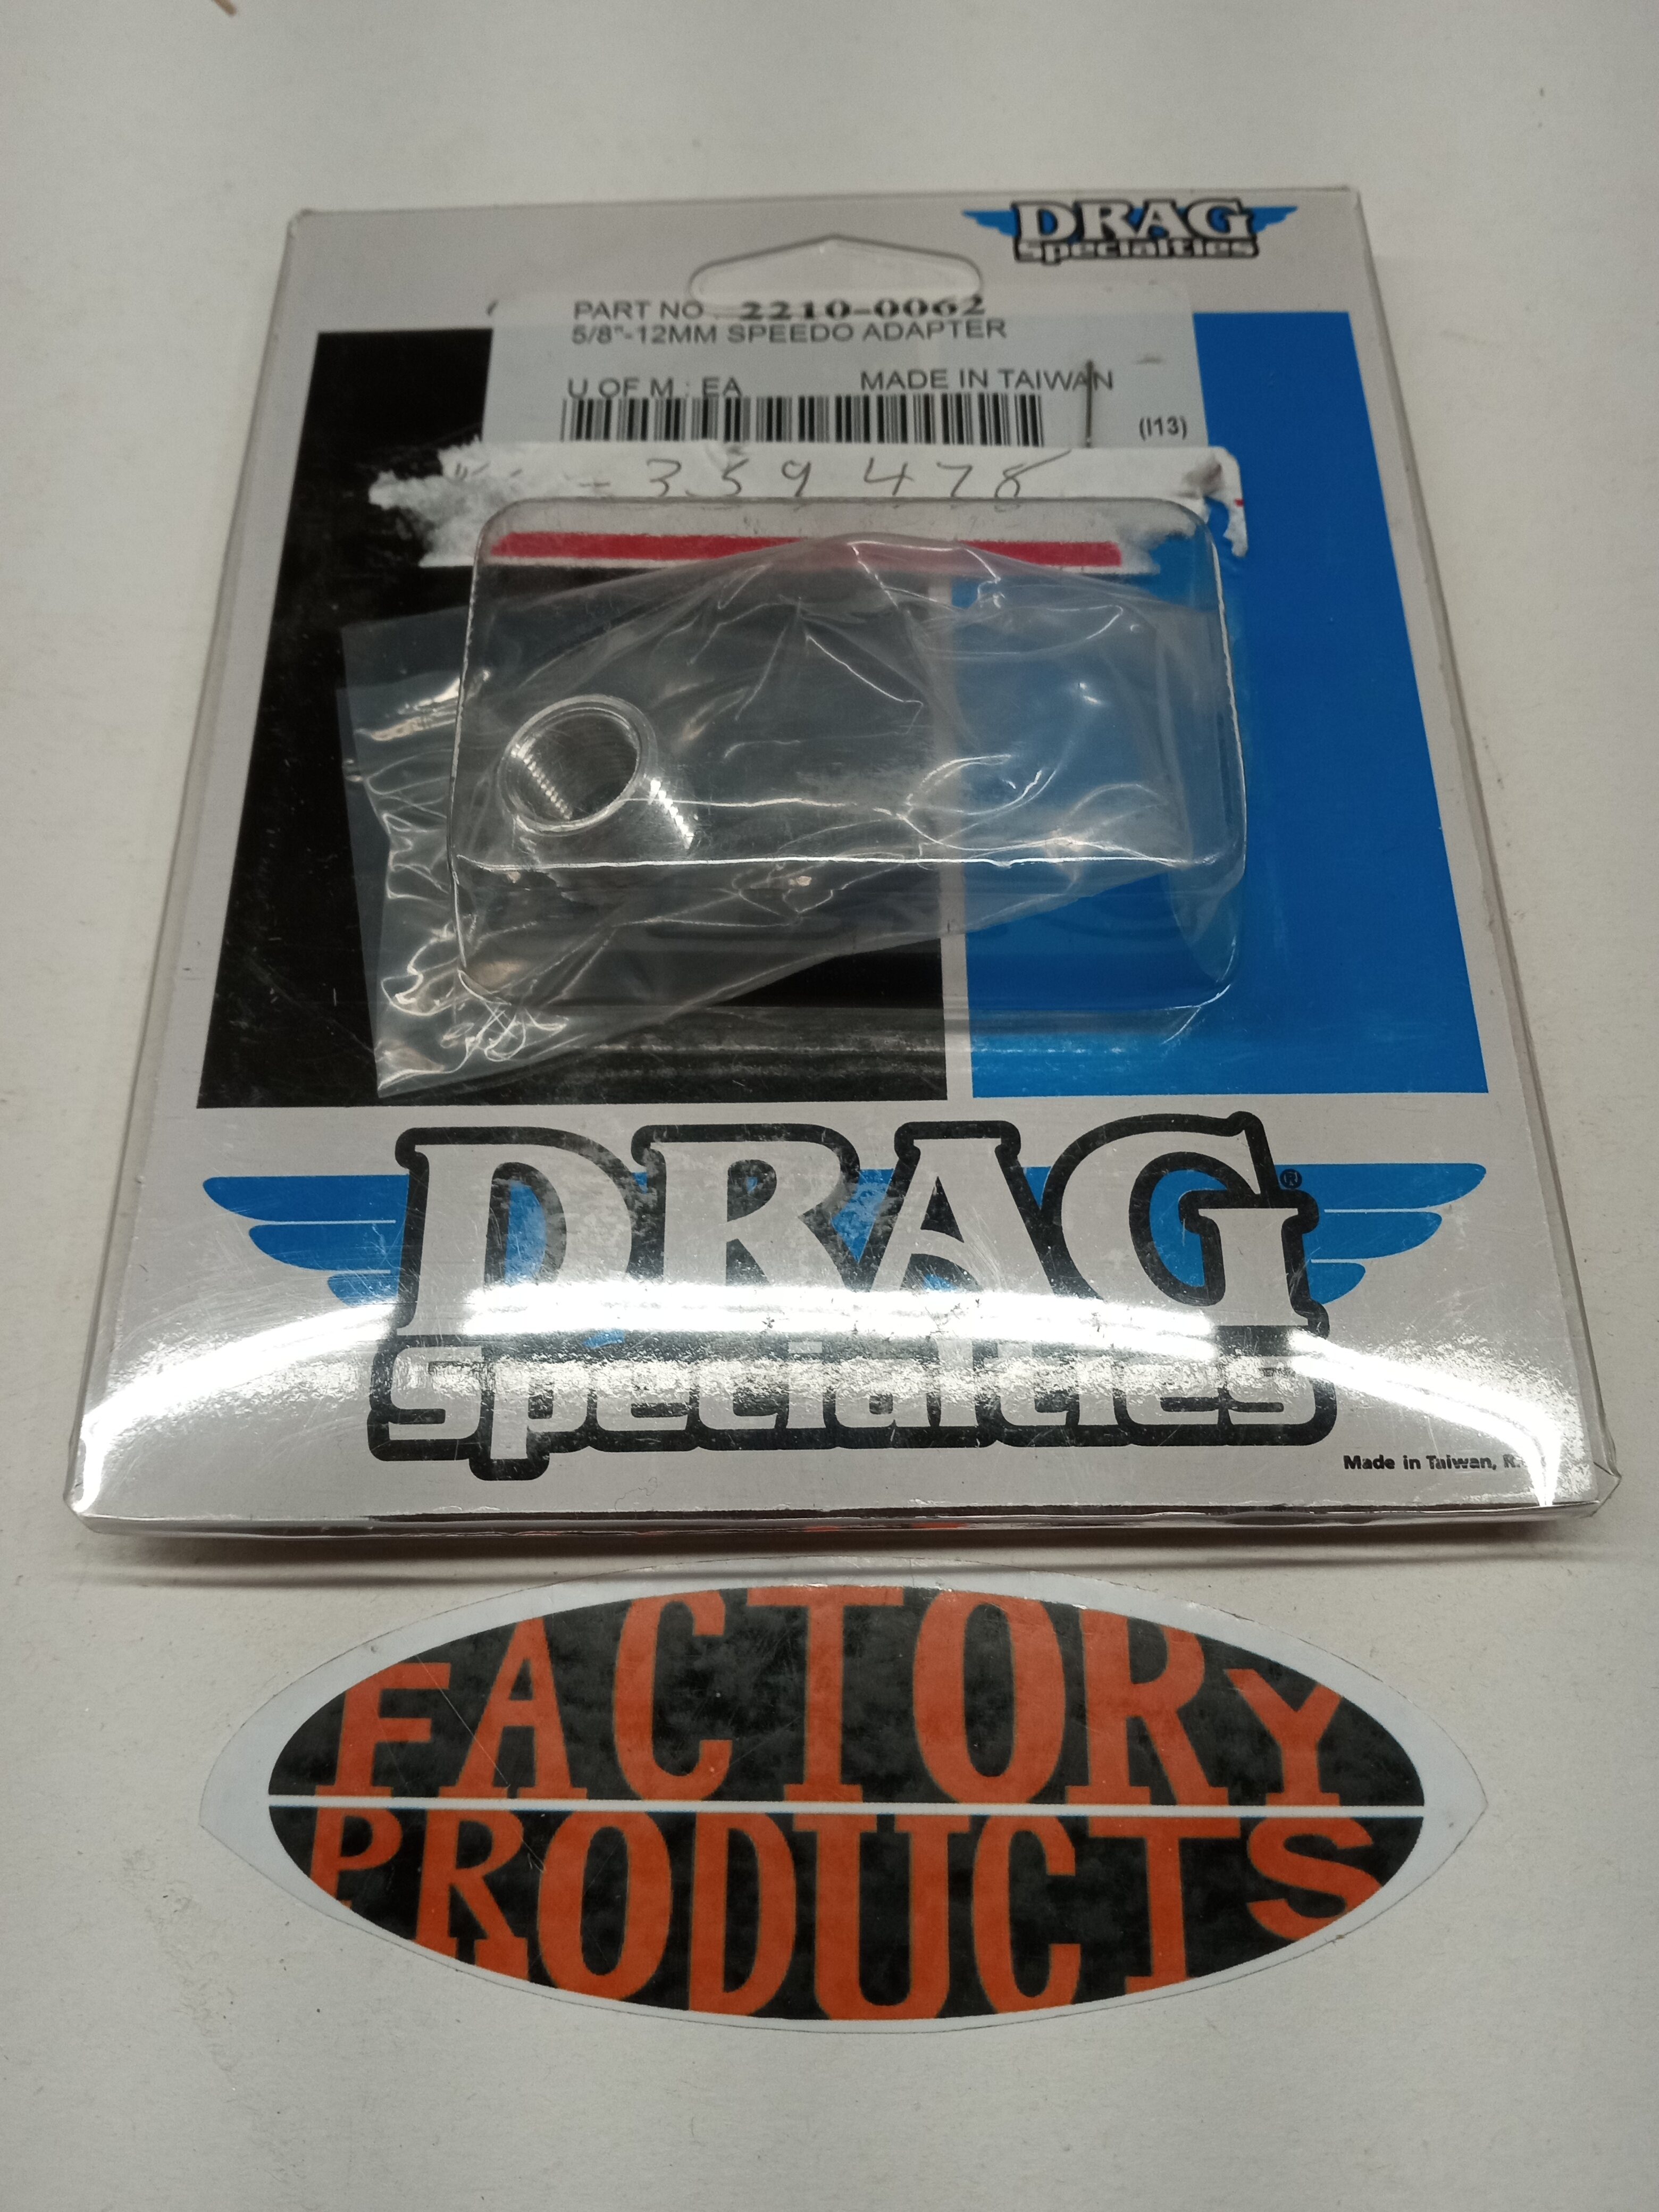 DRAG
Specialties
PART NO : 2210-0062
5/8"-12MM SPEEDO ADAPTER
U OF M : EA MADE IN TAIWAN
(I13)
359478
DRAG®
Specialties
Made in Taiwan, R.
FACTORY
PRODUCTS